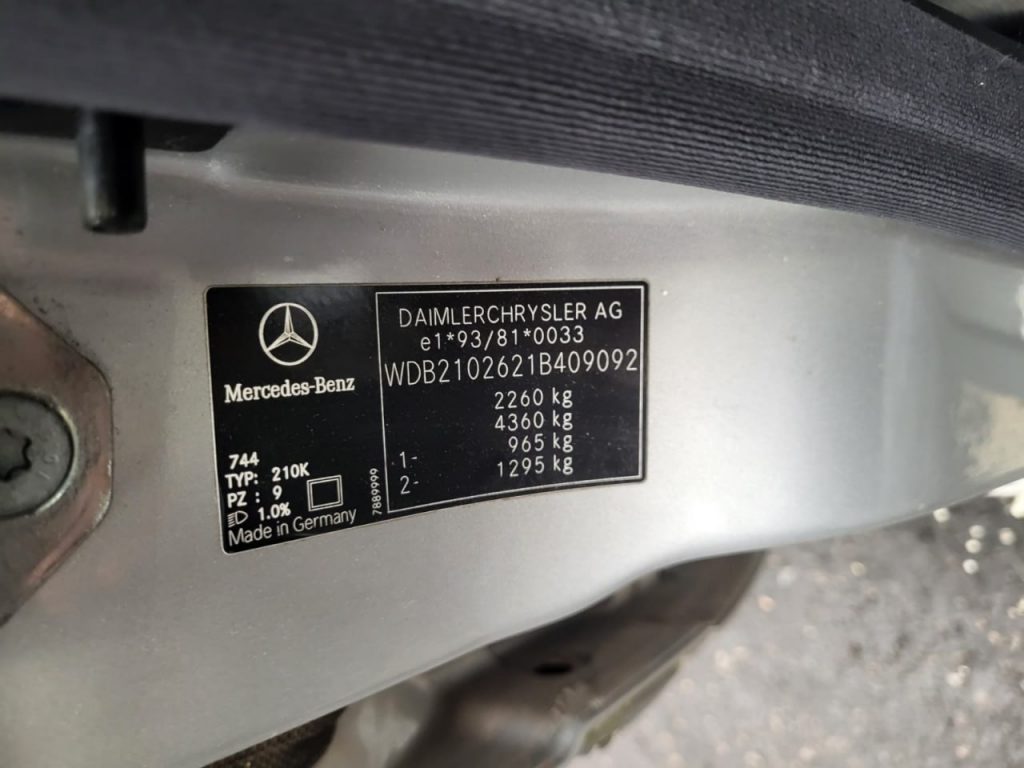 Mercedes-Benz
744
TYP: 210K
PZ : 9
1.0%
Made in Germany
7889999
DAIMLERCHRYSLER AG
e1*93/81*0033
WDB2102621B409092
2260 kg
4360 kg
1- 965 kg
2- 1295 kg